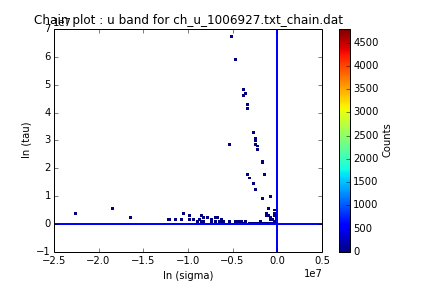 Chain plot : u band for ch_u_1006927.txt_chain.dat
1e7
7
6
5
4
3
2
1
0
−1
ln (tau)
−2.5 −2.0 −1.5 −1.0 −0.5 0.0 0.5
1e7
ln (sigma)
4500
4000
3500
3000
2500
2000
1500
1000
500
0
Counts